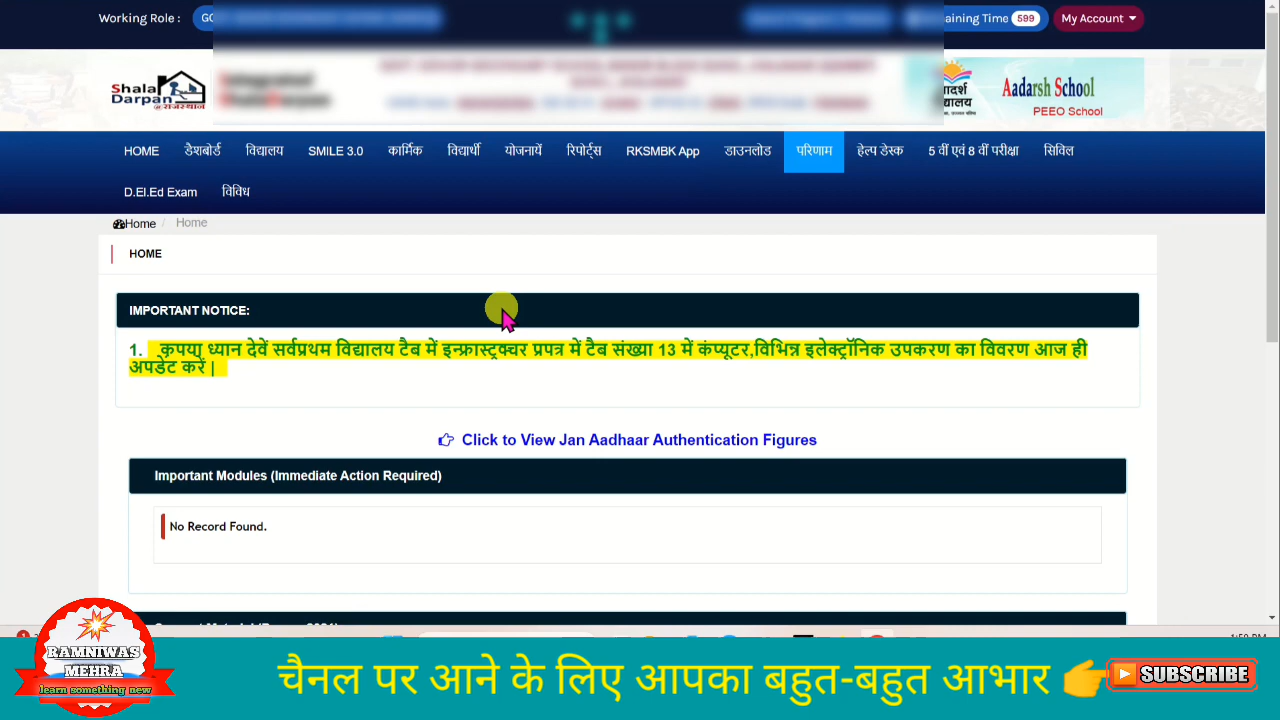 Working Role :
aining Time 599
My Account
Shala
Darpan
Integrated
ShalaDarpan
Aadarsh School
PEEO School
HOME डैशबोर्ड विद्यालय SMILE 3.0 कार्मिक विद्यार्थी योजनायें रिपोर्ट्स RKSMBK App डाउनलोड परिणाम हेल्प डेस्क 5 वीं एवं 8 वीं परीक्षा सिविल
D.El.Ed Exam विविध
Home / Home
HOME
IMPORTANT NOTICE:
1. कृपया ध्यान देवें सर्वप्रथम विद्यालय टैब में इन्फ्रास्ट्रक्चर प्रपत्र में टैब संख्या 13 में कंप्यूटर,विभिन्न इलेक्ट्रॉनिक उपकरण का विवरण आज ही
अपडेट करें |
Click to View Jan Aadhaar Authentication Figures
Important Modules (Immediate Action Required)
No Record Found.
RAMNIWAS
MEHRA
learn something new
चैनल पर आने के लिए आपका बहुत-बहुत आभार
SUBSCRIBE